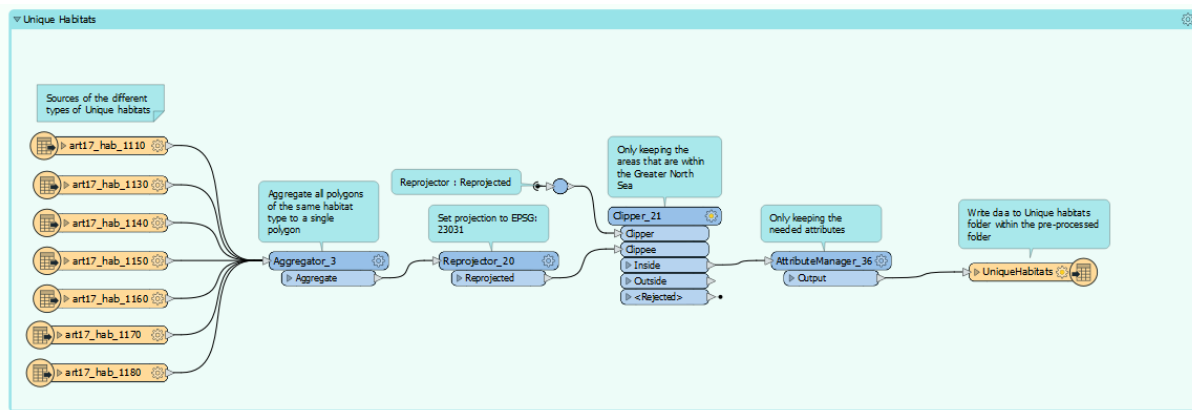 Unique Habitats
Sources of the different
types of Unique habitats
art17_hab_1110
art17_hab_1130
art17_hab_1140
art17_hab_1150
art17_hab_1160
art17_hab_1170
art17_hab_1180
Aggregate all polygons
of the same habitat
type to a single
polygon
Aggregator_3
Aggregate
Reprojector : Reprojected
Set projection to EPSG:
23031
Reprojector_20
Reprojected
Only keeping the
areas that are within
the Greater North
Sea
Clipper_21
Clipper
Clippee
Inside
Outside
<Rejected>
Only keeping the
needed attributes
AttributeManager_36
Output
Write daa to Unique habitats
folder within the pre-processed
folder
UniqueHabitats